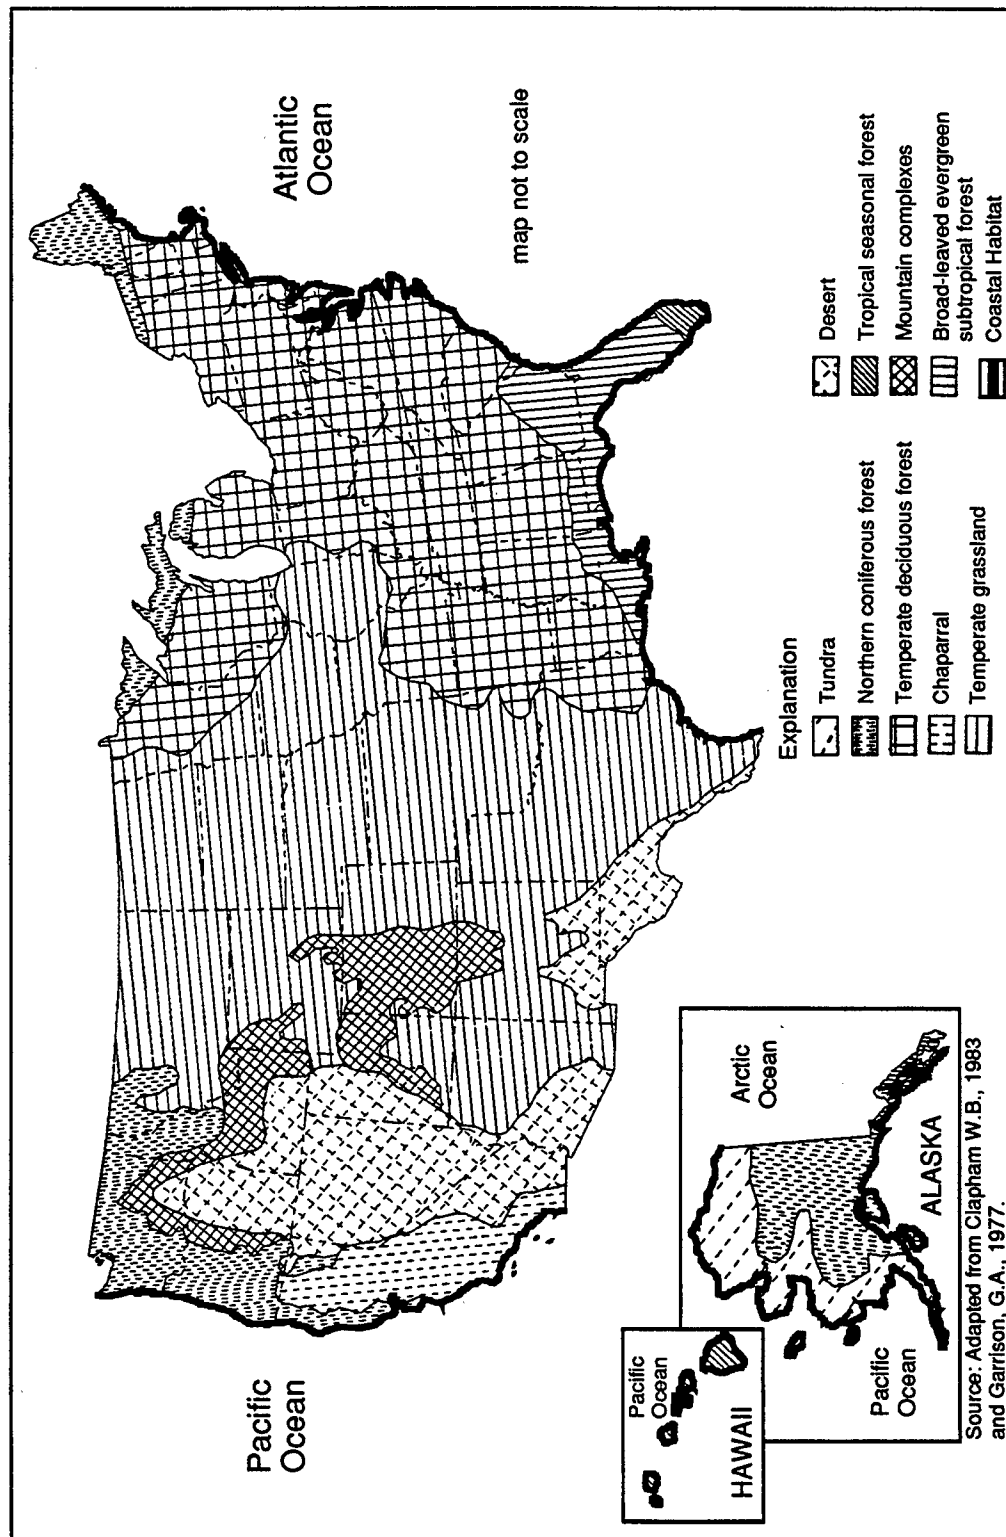 Pacific
Ocean
Atlantic
Ocean
map not to scale
Pacific
Ocean
HAWAII
Arctic
Ocean
Pacific
Ocean
ALASKA
Explanation
Tundra
Northern coniferous forest
Temperate deciduous forest
Chaparral
Temperate grassland
Desert
Tropical seasonal forest
Mountain complexes
Broad-leaved evergreen
subtropical forest
Coastal Habitat
Source: Adapted from Clapham W.B., 1983
and Garrison, G.A., 1977.